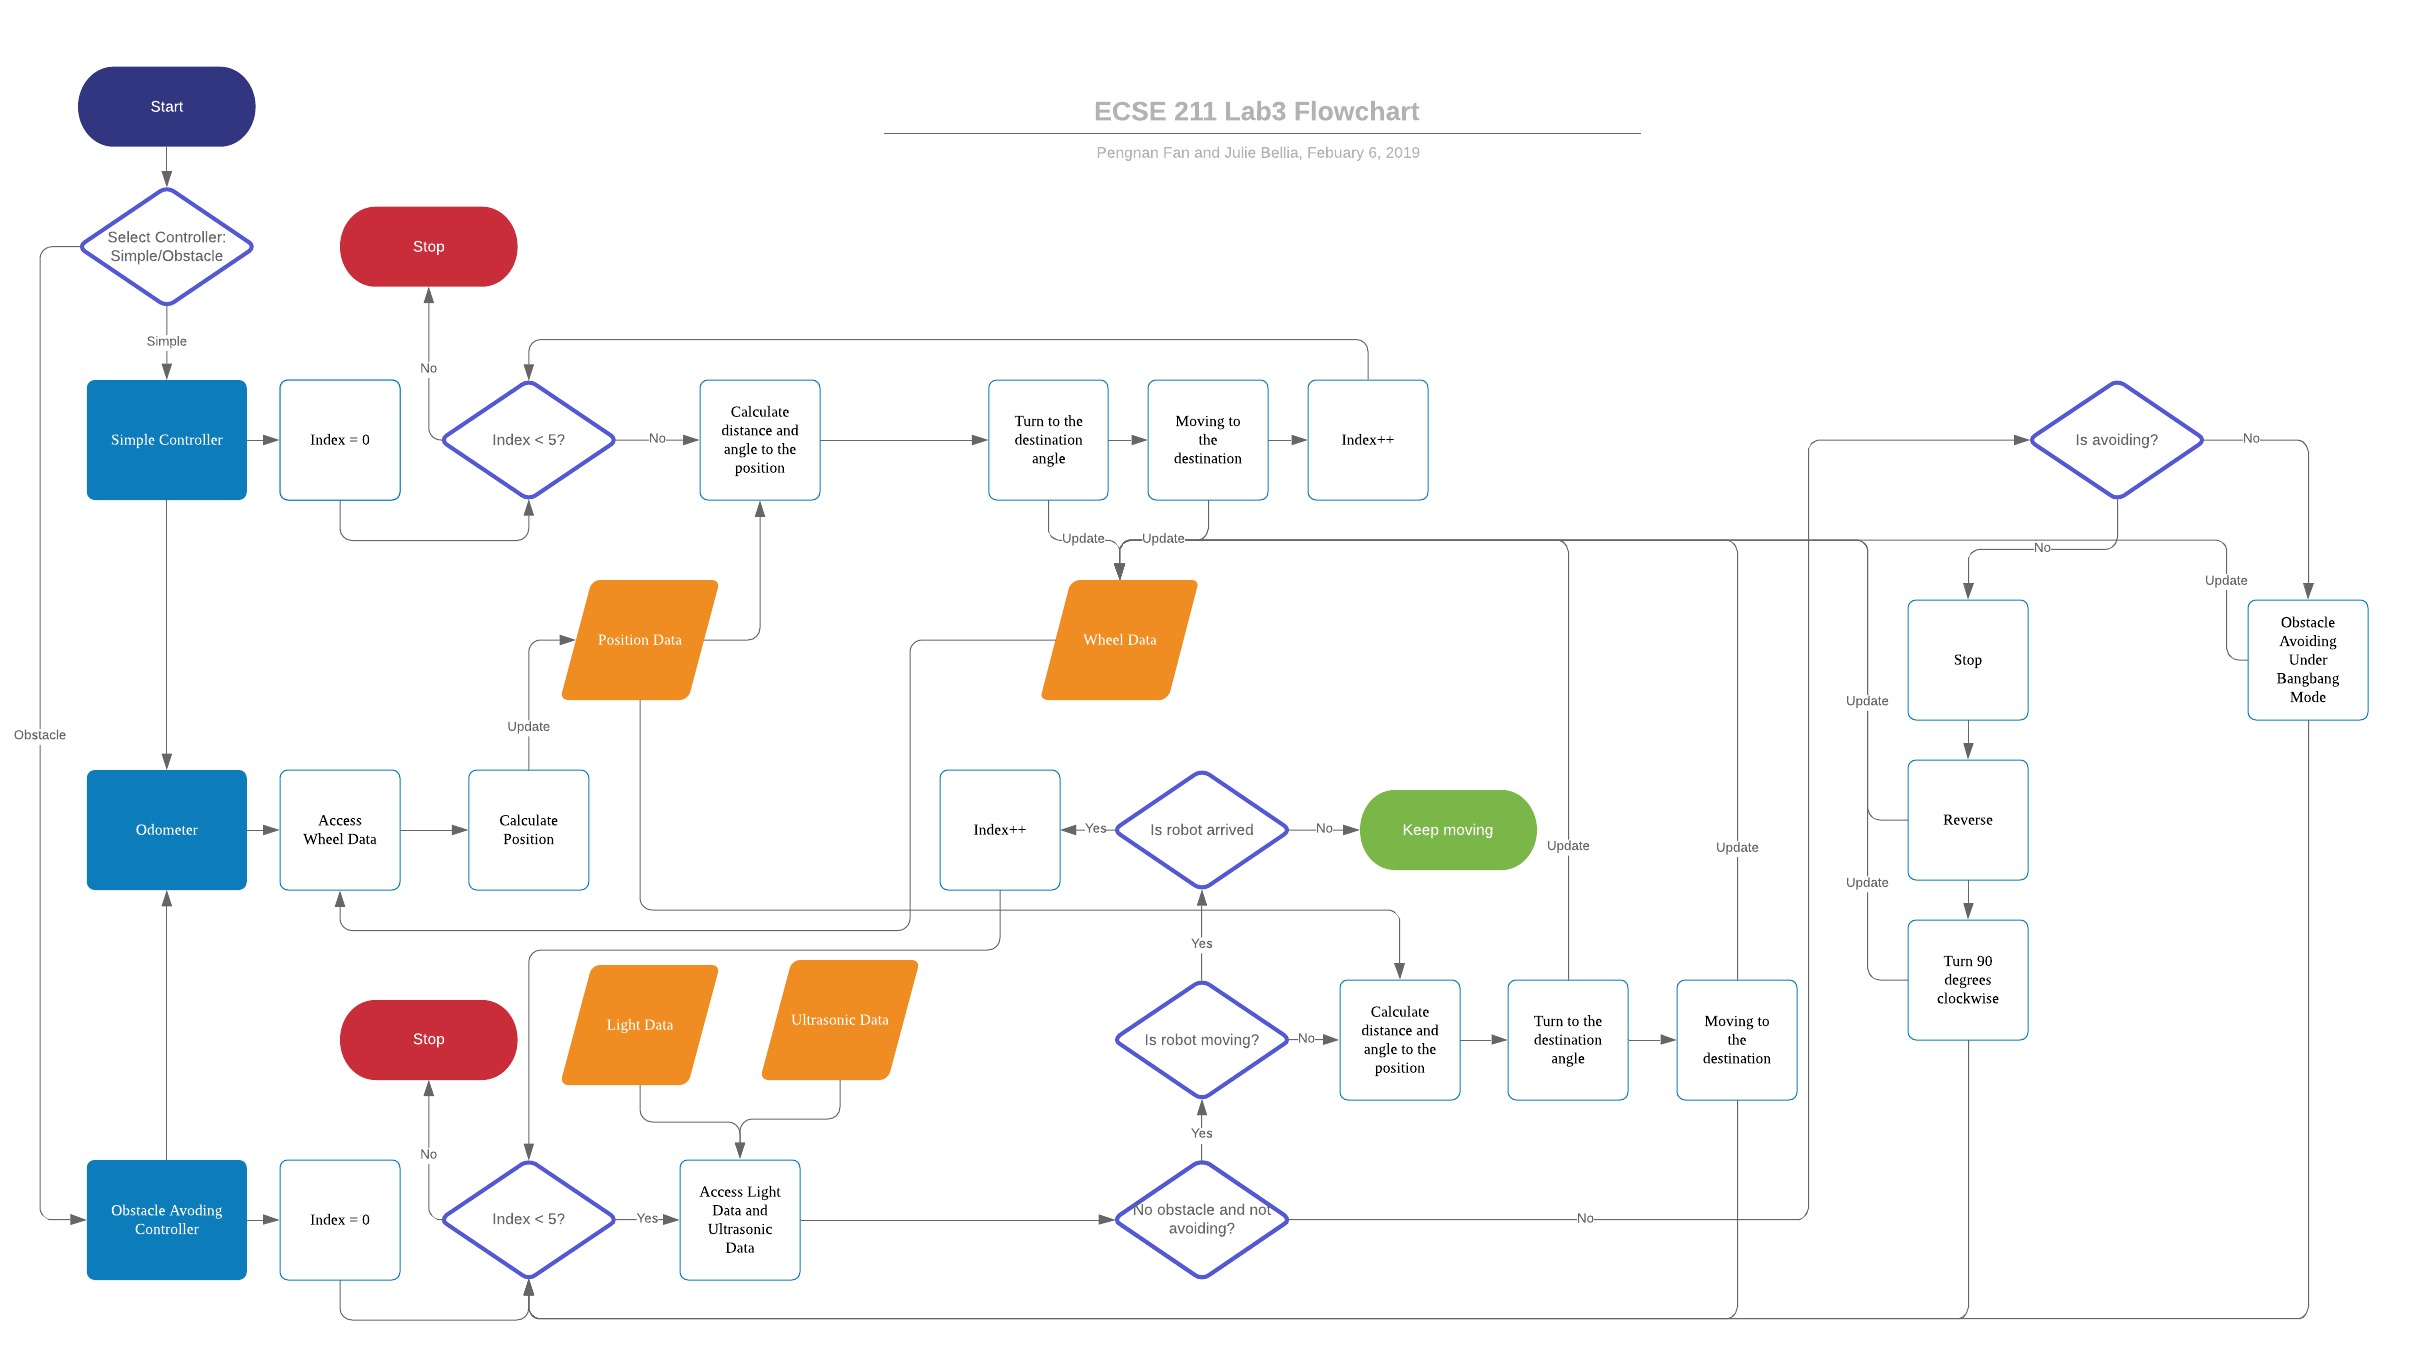 ECSE 211 Lab3 Flowchart
Pengnan Fan and Julie Bellia, Febuary 6, 2019
Start
Select Controller:
Simple/Obstacle
Stop
Simple
No
Simple Controller
Index = 0
Index < 5?
No
Calculate
distance and
angle to the
position
Turn to the
destination
angle
Moving to
the
destination
Index++
Is avoiding?
No
Update
Update
No
Update
Position Data
Wheel Data
Stop
Obstacle
Avoiding
Under
Bangbang
Mode
Update
Update
Obstacle
Odometer
Access
Wheel Data
Calculate
Position
Index++
Yes
Is robot arrived
No
Keep moving
Update
Update
Reverse
Update
Yes
Turn 90
degrees
clockwise
Stop
Light Data
Ultrasonic Data
Is robot moving?
No
Calculate
distance and
angle to the
position
Turn to the
destination
angle
Moving to
the
destination
No
Yes
Obstacle Avoding
Controller
Index = 0
Index < 5?
Yes
Access Light
Data and
Ultrasonic
Data
No obstacle and not
avoiding?
No